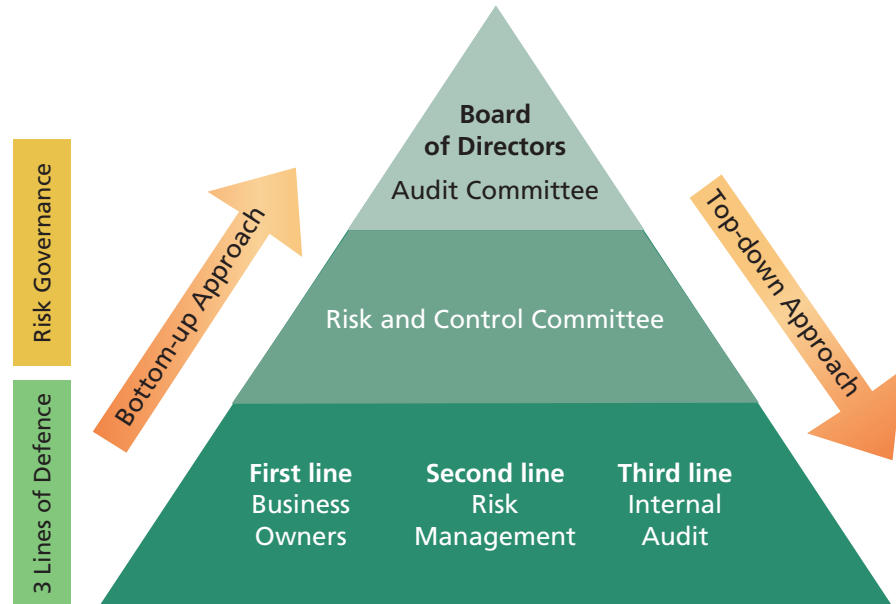 Board
of Directors
Audit Committee
Risk and Control Committee
First line
Business
Owners
Second line
Risk
Management
Third line
Internal
Audit
Risk Governance
3 Lines of Defence
Bottom-up Approach
Top-down Approach